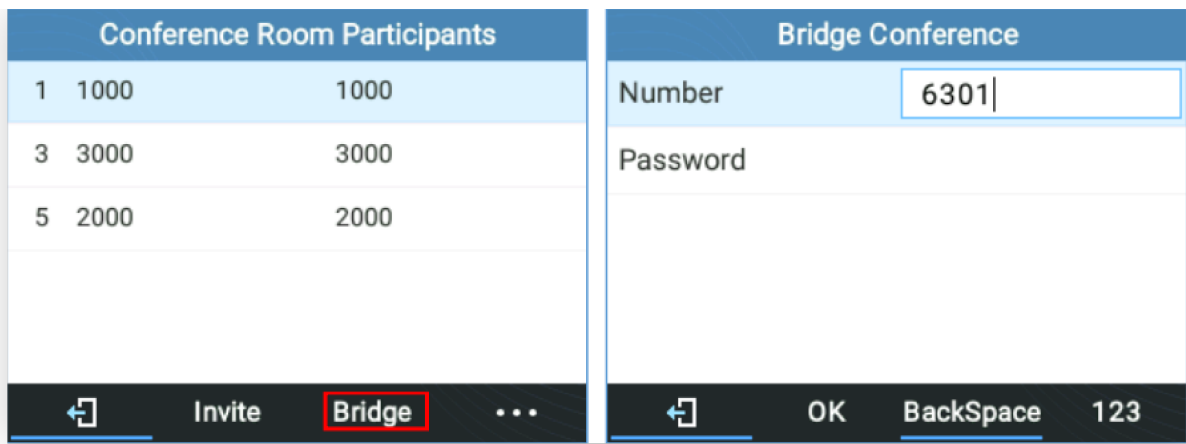 Conference Room Participants
1 1000 1000
3 3000 3000
5 2000 2000
Invite Bridge ...
Bridge Conference
Number 6301
Password
OK BackSpace 123